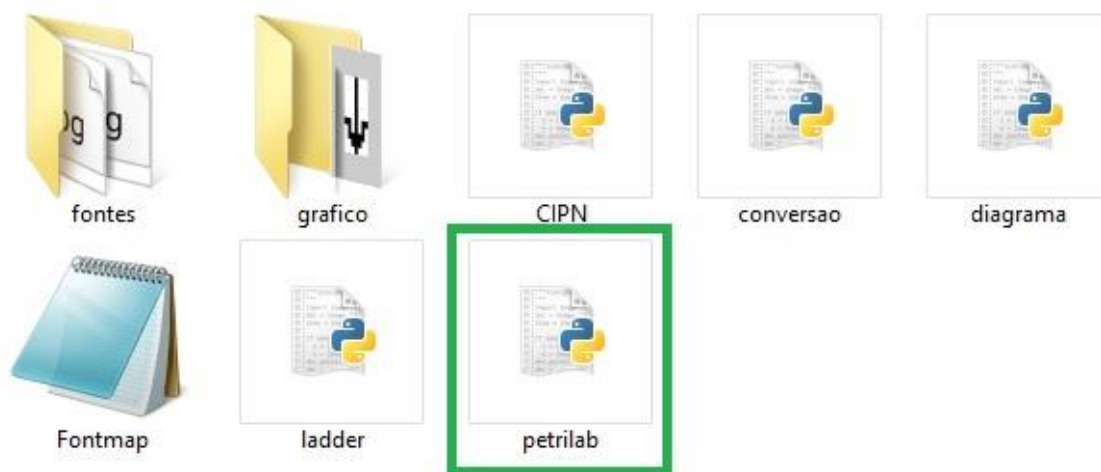 fontes
grafico
CIPN
conversao
diagrama
Fontmap
ladder
petrilab